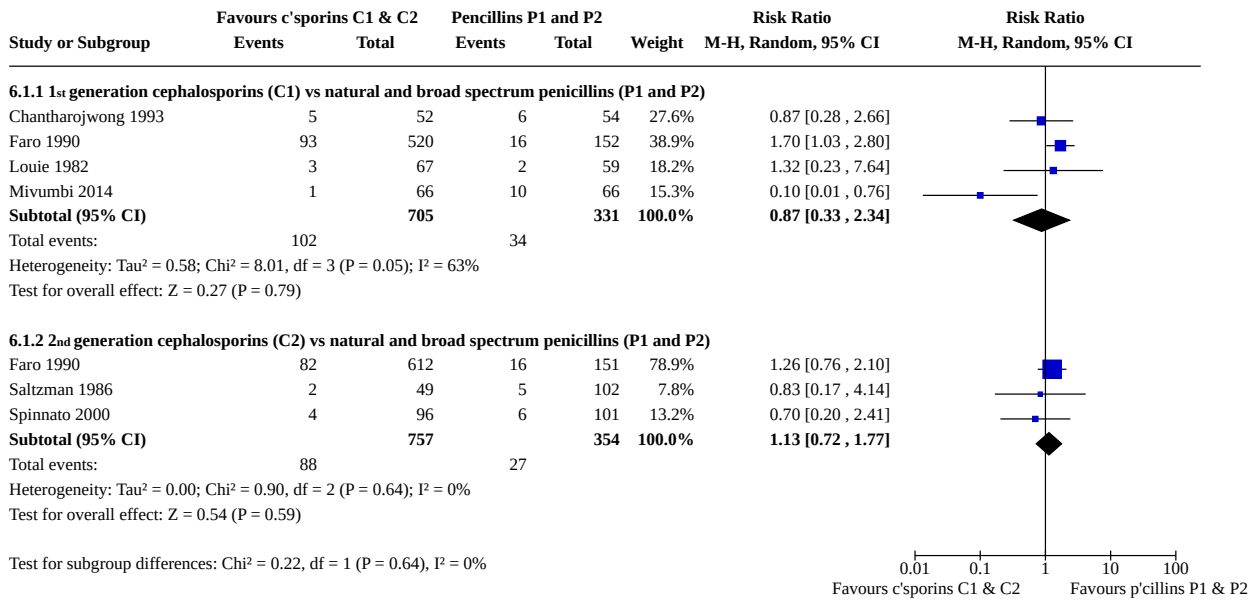 Favours c'sporins C1 & C2 Pencillins P1 and P2 Risk Ratio Risk Ratio
Study or Subgroup Events Total Events Total Weight M-H, Random, 95% CI M-H, Random, 95% CI
6.1.1 1st generation cephalosporins (C1) vs natural and broad spectrum penicillins (P1 and P2)
Chantharojwong 1993 5 52 6 54 27.6% 0.87 [0.28 , 2.66]
Faro 1990 93 520 16 152 38.9% 1.70 [1.03 , 2.80]
Louie 1982 3 67 2 59 18.2% 1.32 [0.23 , 7.64]
Mivumbi 2014 1 66 10 66 15.3% 0.10 [0.01 , 0.76]
Subtotal (95% CI) 705 331 100.0% 0.87 [0.33 , 2.34]
Total events: 102 34
Heterogeneity: Tau² = 0.58; Chi² = 8.01, df = 3 (P = 0.05); I² = 63%
Test for overall effect: Z = 0.27 (P = 0.79)
6.1.2 2nd generation cephalosporins (C2) vs natural and broad spectrum penicillins (P1 and P2)
Faro 1990 82 612 16 151 78.9% 1.26 [0.76 , 2.10]
Saltzman 1986 2 49 5 102 7.8% 0.83 [0.17 , 4.14]
Spinnato 2000 4 96 6 101 13.2% 0.70 [0.20 , 2.41]
Subtotal (95% CI) 757 354 100.0% 1.13 [0.72 , 1.77]
Total events: 88 27
Heterogeneity: Tau² = 0.00; Chi² = 0.90, df = 2 (P = 0.64); I² = 0%
Test for overall effect: Z = 0.54 (P = 0.59)
Test for subgroup differences: Chi² = 0.22, df = 1 (P = 0.64), I² = 0%
0.01 0.1 1 10 100
Favours c'sporins C1 & C2 Favours p'cillins P1 & P2